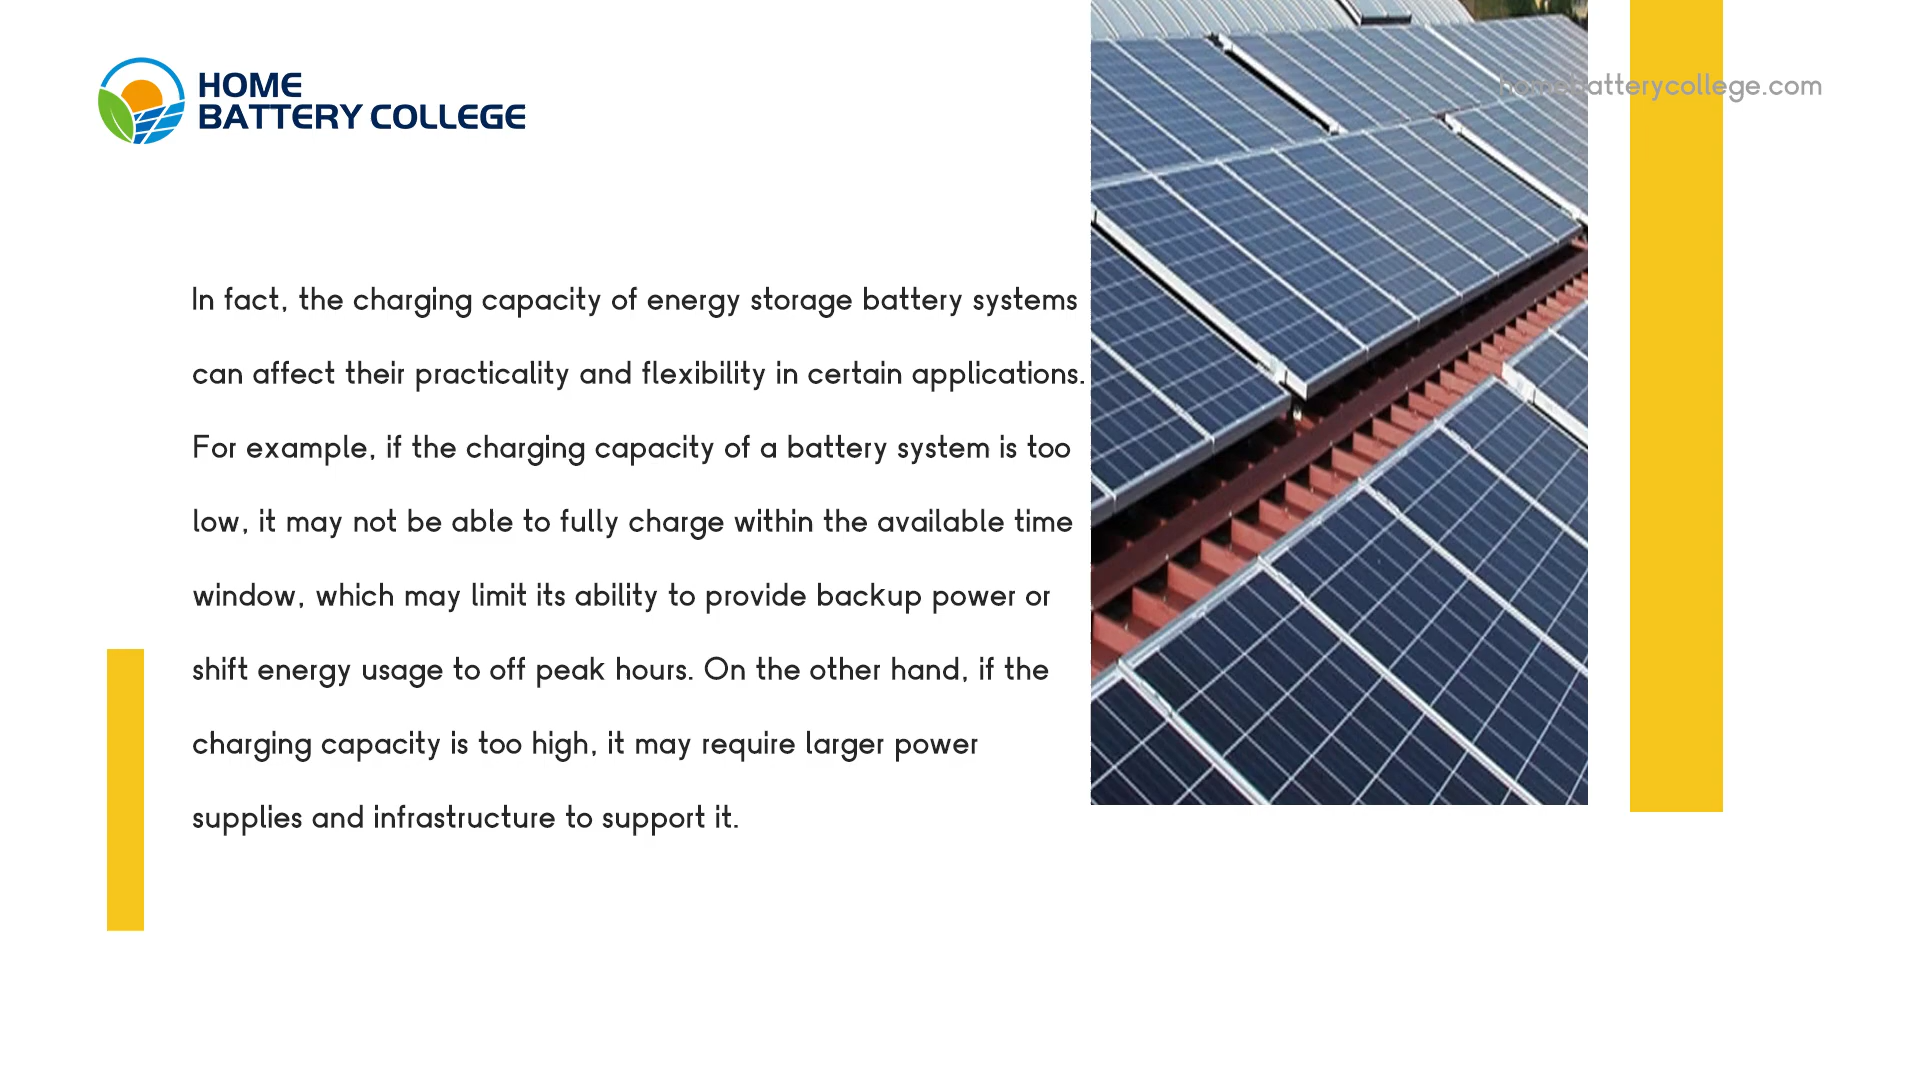 HOME
BATTERY COLLEGE
homebatterycollege.com
In fact, the charging capacity of energy storage battery systems
can affect their practicality and flexibility in certain applications.
For example, if the charging capacity of a battery system is too
low, it may not be able to fully charge within the available time
window, which may limit its ability to provide backup power or
shift energy usage to off peak hours. On the other hand, if the
charging capacity is too high, it may require larger power
supplies and infrastructure to support it.